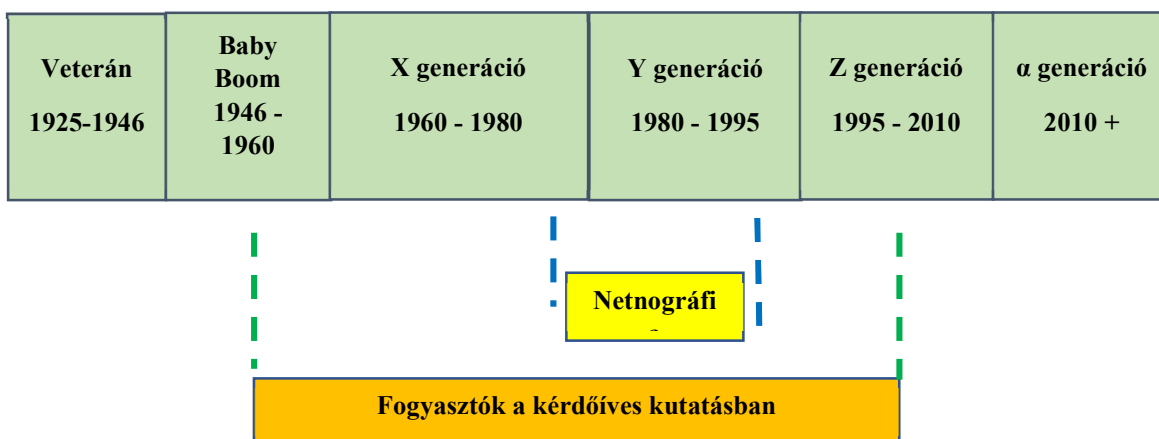 Veterán
1925-1946
Baby
Boom
1946 -
1960
X generáció
1960 - 1980
Y generáció
1980 - 1995
Z generáció
1995 - 2010
α generáció
2010 +
Netnográfi
Fogyasztók a kérdőíves kutatásban